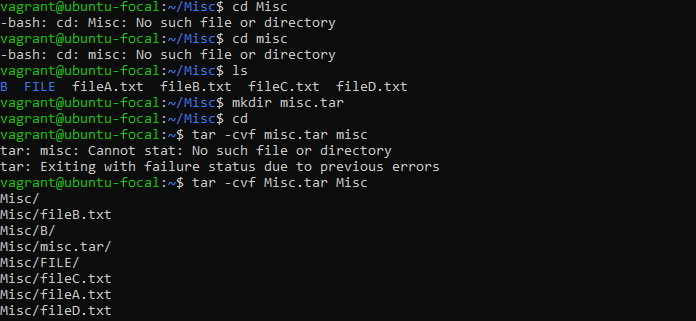 vagrant@ubuntu-focal:~/Misc$ cd Misc
-bash: cd: Misc: No such file or directory
vagrant@ubuntu-focal:~/Misc$ cd misc
-bash: cd: misc: No such file or directory
vagrant@ubuntu-focal:~/Misc$ ls
B  FILE  fileA.txt  fileB.txt  fileC.txt  fileD.txt
vagrant@ubuntu-focal:~/Misc$ mkdir misc.tar
vagrant@ubuntu-focal:~/Misc$ cd
vagrant@ubuntu-focal:~$ tar -cvf misc.tar misc
tar: misc: Cannot stat: No such file or directory
tar: Exiting with failure status due to previous errors
vagrant@ubuntu-focal:~$ tar -cvf Misc.tar Misc
Misc/
Misc/fileB.txt
Misc/B/
Misc/misc.tar/
Misc/FILE/
Misc/fileC.txt
Misc/fileA.txt
Misc/fileD.txt